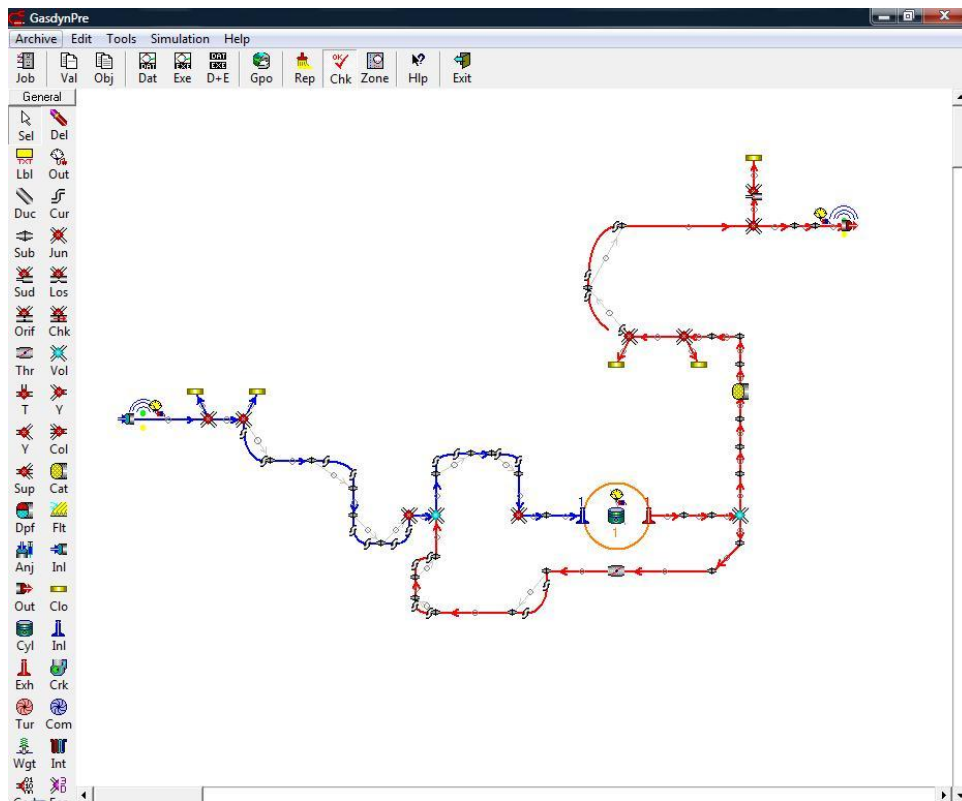 GasdynPre
Archive Edit Tools Simulation Help
Job Val Obj Dat Exe D+E Gpo Rep Chk Zone Hlp Exit
General
Sel Del
Lbl Out
Duc Cur
Sub Jun
Sud Los
Orif Chk
Thr Vol
T Y
Y Col
Sup Cat
Dpf Flt
Anj Inl
Out Clo
Cyl Inl
Exh Crk
Tur Com
Wgt Int
1 1
1